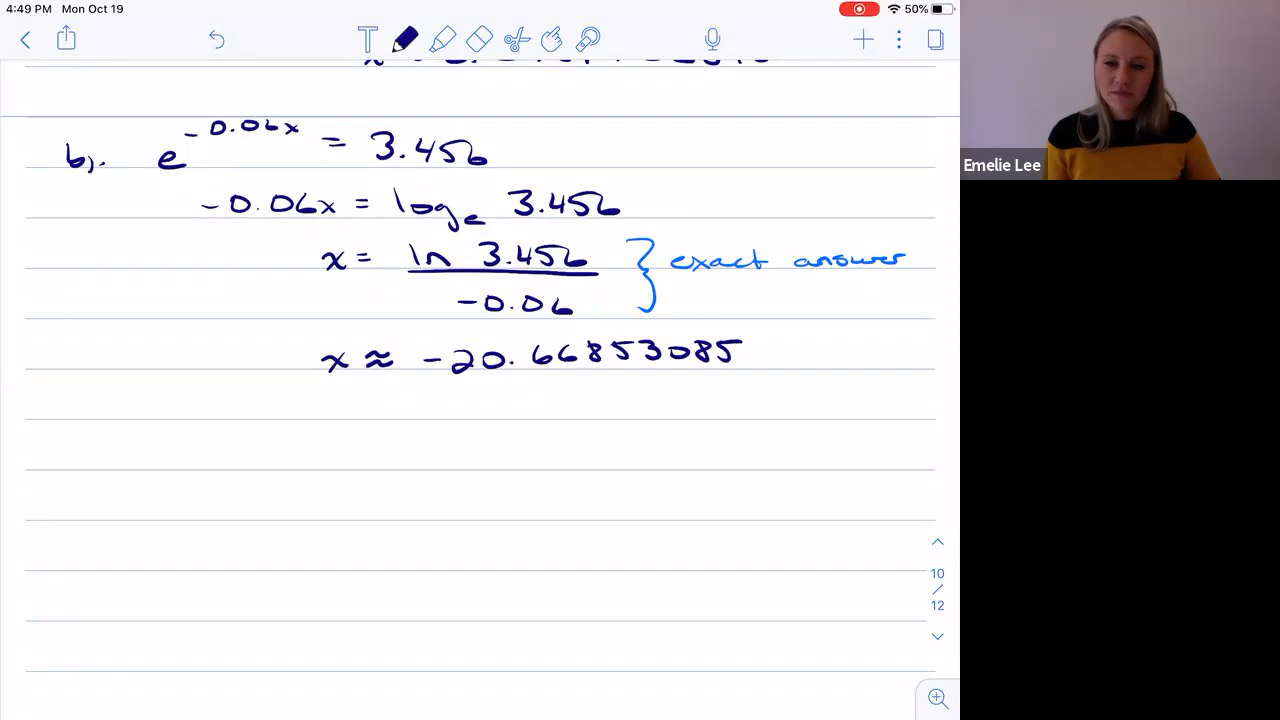 4:49 PM Mon Oct 19
50%
T
b). e^{-0.06x} = 3.456
-0.06x = log_e 3.456
x = ln 3.456 / -0.06 } exact answer
x ≈ -20.66853085
Emelie Lee
10
/
12